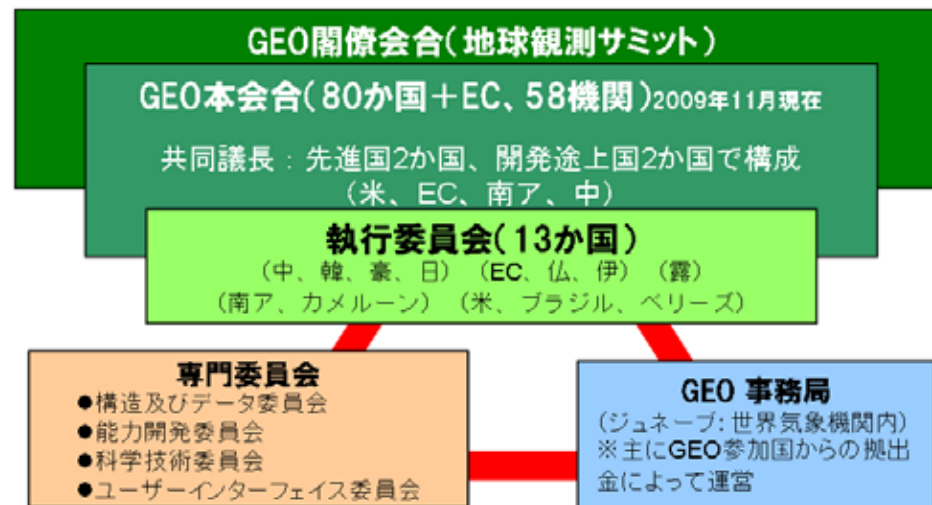 GEO閣僚会合(地球観測サミット)
GEO本会合(80か国+EC、58機関)2009年11月現在
共同議長:先進国2か国、開発途上国2か国で構成
(米、EC、南ア、中)
執行委員会(13か国)
(中、韓、豪、日) (EC、仏、伊) (露)
(南ア、カメルーン) (米、ブラジル、ベリーズ)
専門委員会
●構造及びデータ委員会
●能力開発委員会
●科学技術委員会
●ユーザーインターフェイス委員会
GEO 事務局
(ジュネーブ:世界気象機関内)
※主にGEO参加国からの拠出
金によって運営